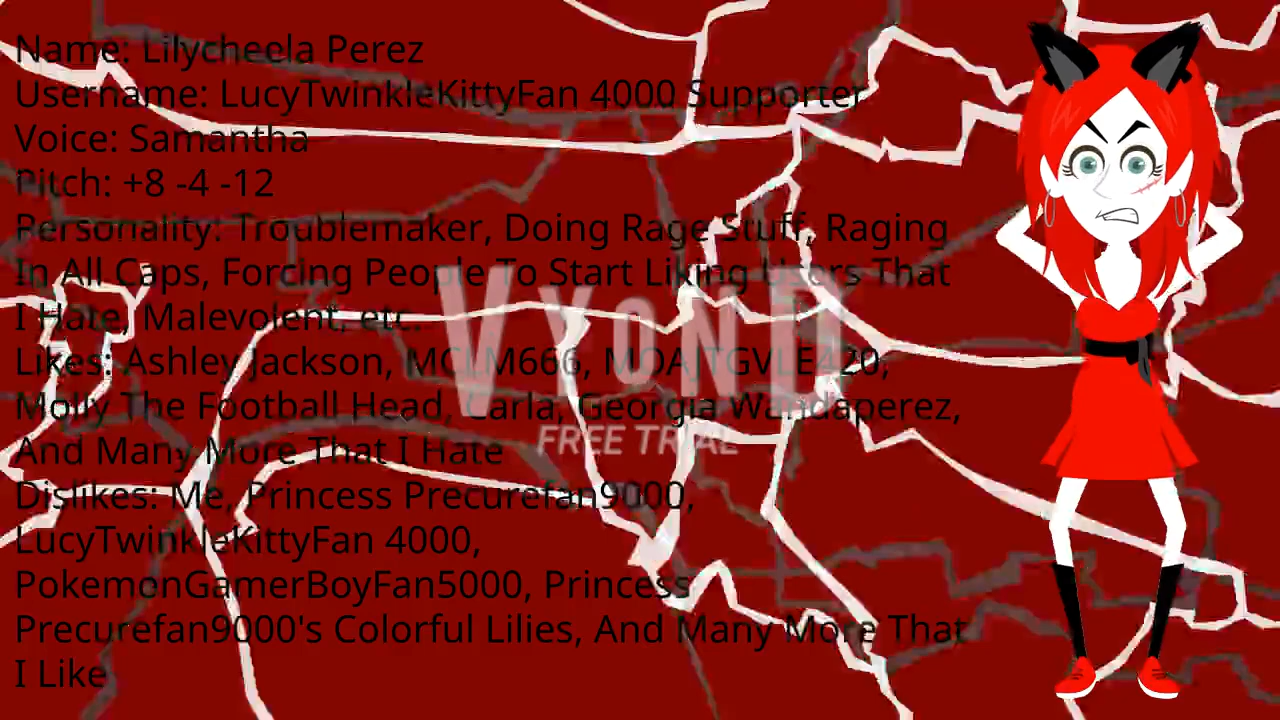 Name: Lilycheela Perez
Username: LucyTwinkleKittyFan 4000 Supporter
Voice: Samantha
Pitch: +8 -4 -12
Personality: Troublemaker, Doing Rage Stuff, Raging
In All Caps, Forcing People To Start Liking Users That
I Hate, Malevolent, etc.
Likes: Ashley Jackson, MCLM666, MOAJTGVLE420,
Molly The Football Head, Carla, Georgia Wandaperez,
And Many More That I Hate
Dislikes: Me, Princess Precurefan9000,
LucyTwinkleKittyFan 4000,
PokemonGamerBoyFan5000, Princess
Precurefan9000's Colorful Lilies, And Many More That
I Like
VYOND
FREE TRIAL